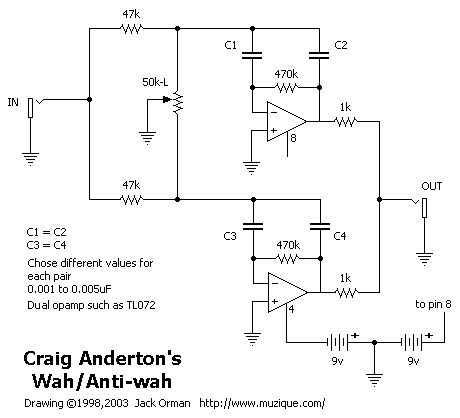 47k
C1
C2
50k-L
470k
IN
1k
8
47k
OUT
C1 = C2
C3 = C4
C3
C4
470k
Chose different values for
each pair
0.001 to 0.005uF
Dual opamp such as TL072
1k
4
to pin 8
+
+
9v
9v
Craig Anderton's
Wah/Anti-wah
Drawing ©1998,2003 Jack Orman http://www.muzique.com/